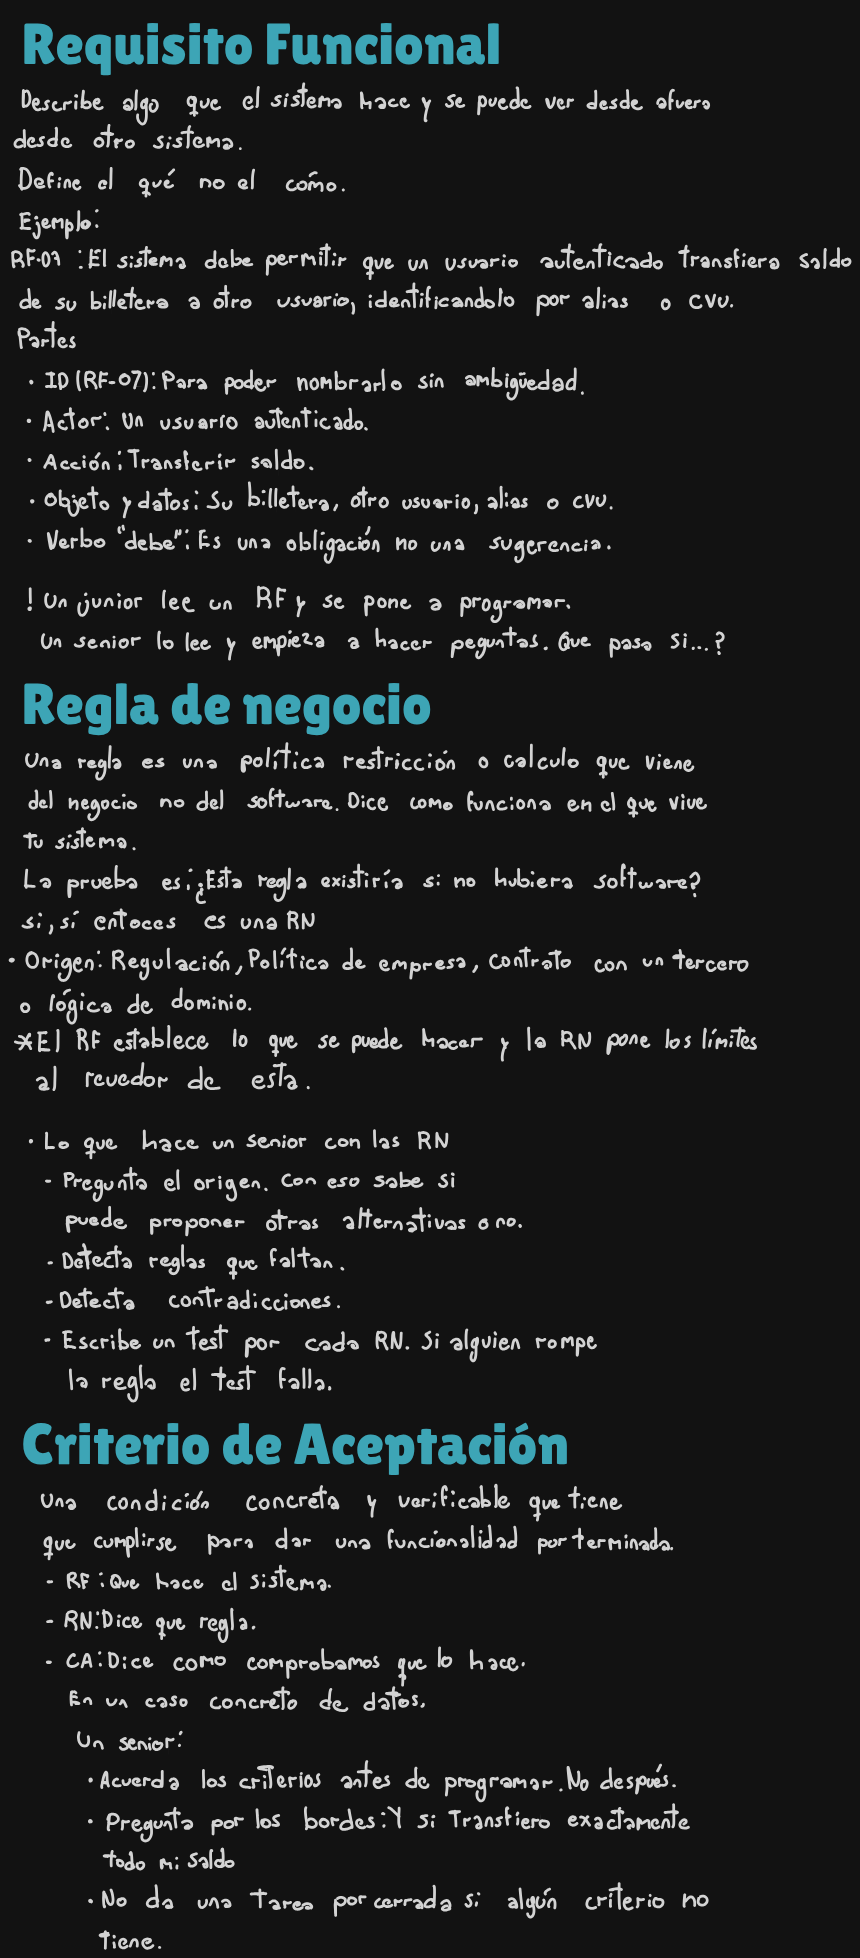 Requisito Funcional
Describe algo que el sistema hace y se puede ver desde afuera
desde otro sistema.
Define el qué no el cómo.
Ejemplo:
RF-07 : El sistema debe permitir que un usuario autenticado transfiera saldo
de su billetera a otro usuario, identificandolo por alias o CVU.
Partes
· ID (RF-07): Para poder nombrarlo sin ambigüedad.
· Actor: Un usuario autenticado.
· Acción: Transferir saldo.
· Objeto y datos: Su billetera, otro usuario, alias o CVU.
· Verbo "debe": Es una obligación no una sugerencia.
! Un junior lee un RF y se pone a programar.
Un senior lo lee y empieza a hacer peguntas. Que pasa si...?
Regla de negocio
Una regla es una política restricción o calculo que viene
del negocio no del software. Dice como funciona en el que vive
tu sistema.
La prueba es: ¿Esta regla existiría si no hubiera software?
si, sí entoces es una RN
· Origen: Regulación, Política de empresa, contrato con un tercero
o lógica de dominio.
*El RF establece lo que se puede hacer y la RN pone los límites
al reuedor de esta.
· Lo que hace un senior con las RN
- Pregunta el origen. Con eso sabe si
puede proponer otras alternativas o no.
- Detecta reglas que faltan.
- Detecta contradicciones.
- Escribe un test por cada RN. Si alguien rompe
la regla el test falla.
Criterio de Aceptación
Una condición concreta y verificable que tiene
que cumplirse para dar una funcionalidad por terminada.
- RF: Que hace el sistema.
- RN: Dice que regla.
- CA: Dice como comprobamos que lo hace.
En un caso concreto de datos.
Un senior:
· Acuerda los criterios antes de programar. No después.
· Pregunta por los bordes: Y si Transfiero exactamente
todo mi saldo
· No da una Tarea por cerrada si algún criterio no
tiene.